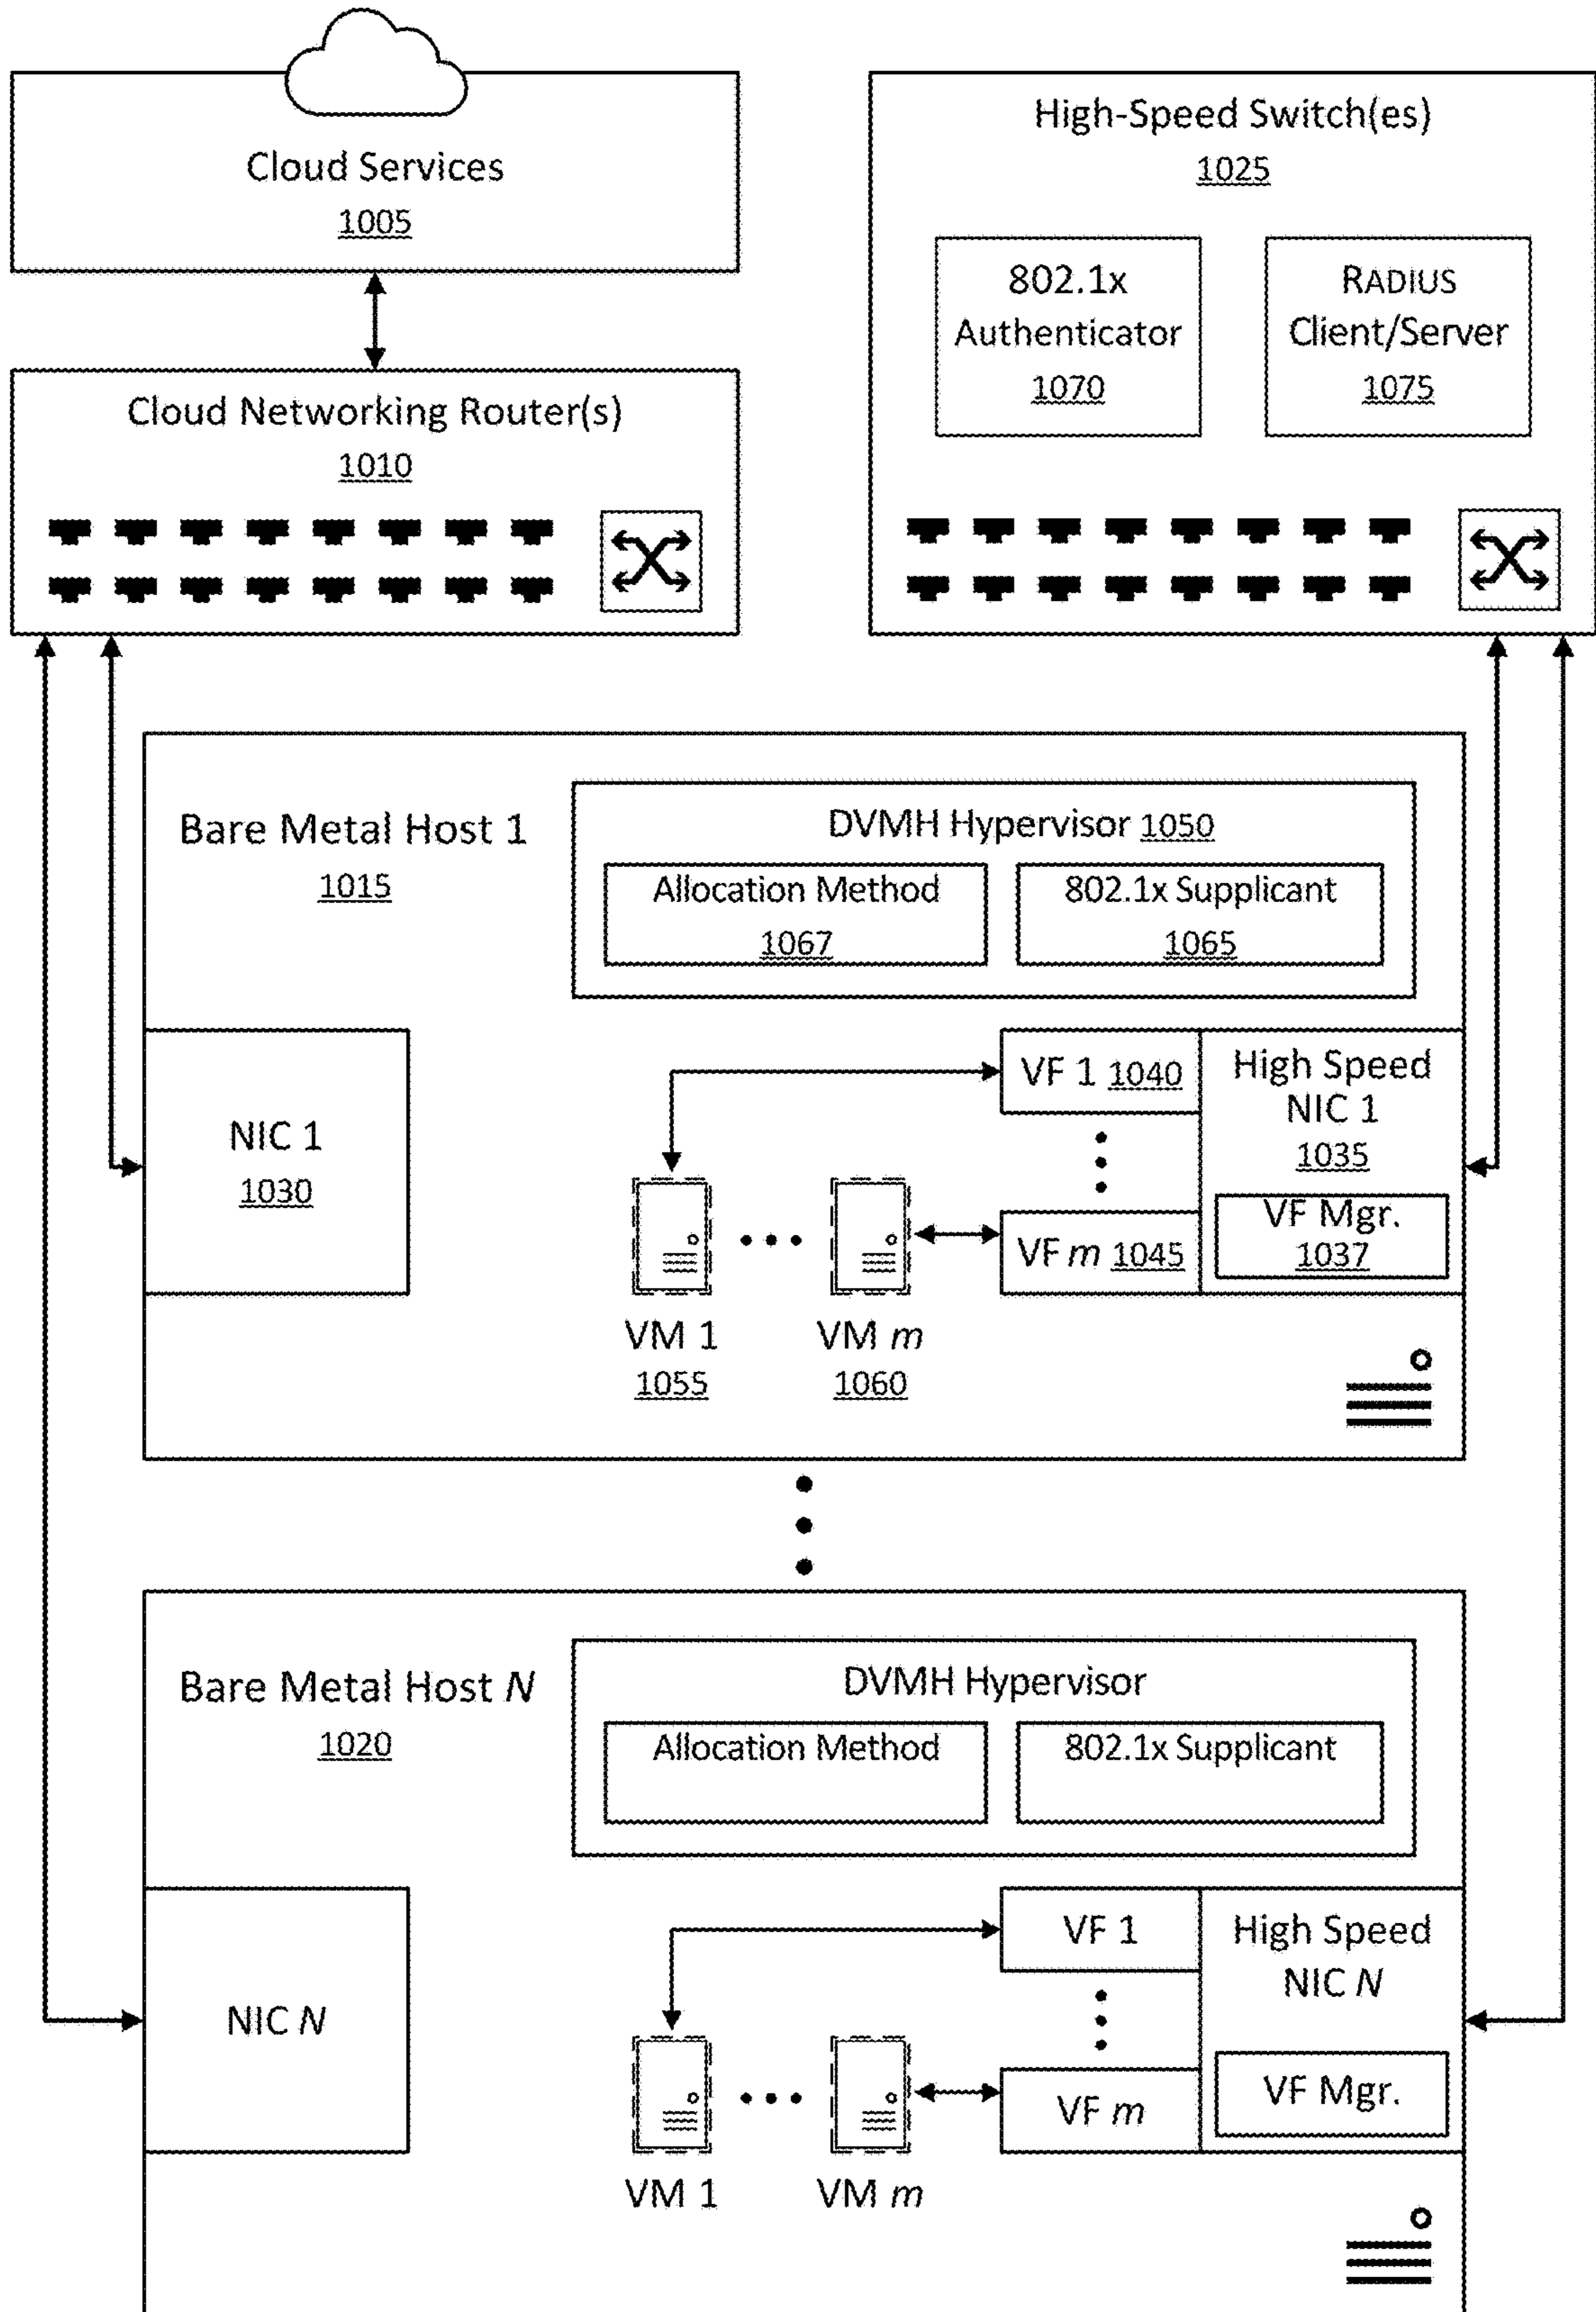 Cloud Services
1005
High-Speed Switch(es)
1025
802.1x
Authenticator
1070
RADIUS
Client/Server
1075
Cloud Networking Router(s)
1010
Bare Metal Host 1
1015
DVMH Hypervisor 1050
Allocation Method
1067
802.1x Supplicant
1065
NIC 1
1030
VF 1 1040
High Speed
NIC 1
1035
VF Mgr.
1037
VF m 1045
VM 1
1055
VM m
1060
Bare Metal Host N
1020
DVMH Hypervisor
Allocation Method
802.1x Supplicant
NIC N
VF 1
High Speed
NIC N
VF Mgr.
VF m
VM 1
VM m